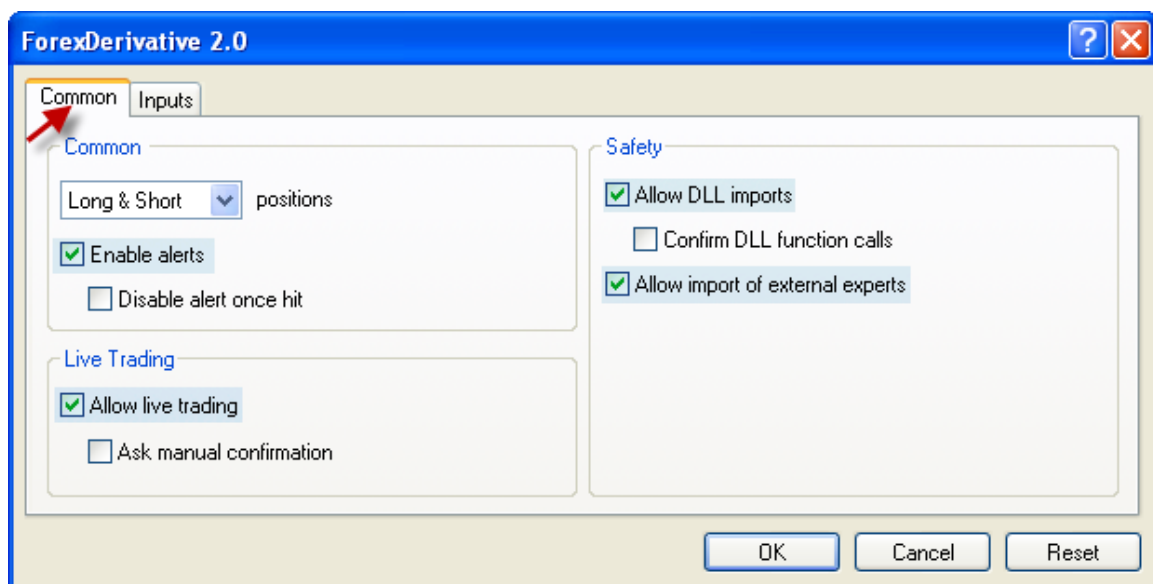 ForexDerivative 2.0
Common
Inputs
Common
Long & Short
positions
Enable alerts
Disable alert once hit
Live Trading
Allow live trading
Ask manual confirmation
Safety
Allow DLL imports
Confirm DLL function calls
Allow import of external experts
OK
Cancel
Reset